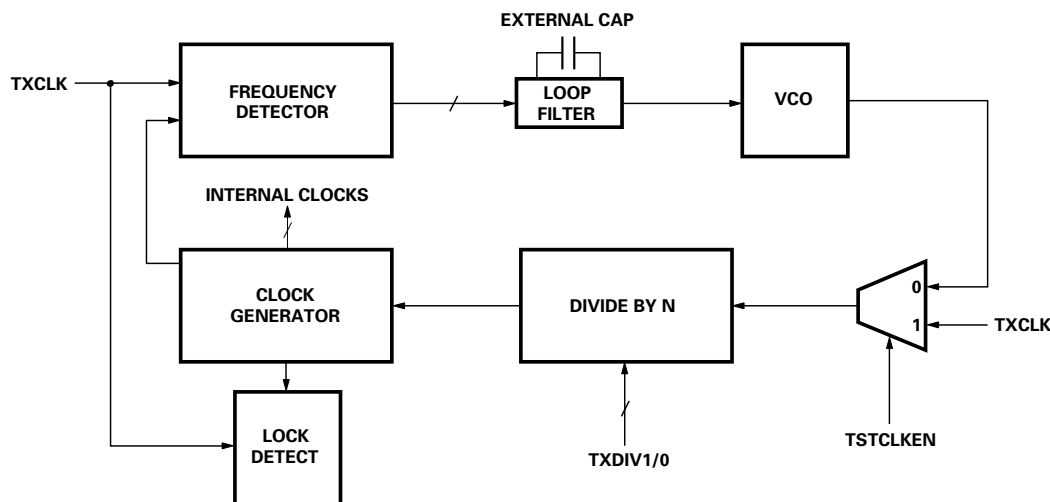 EXTERNAL CAP
TXCLK
FREQUENCY
DETECTOR
LOOP
FILTER
VCO
INTERNAL CLOCKS
CLOCK
GENERATOR
DIVIDE BY N
0
1
TXCLK
LOCK
DETECT
TXDIV1/0
TSTCLKEN